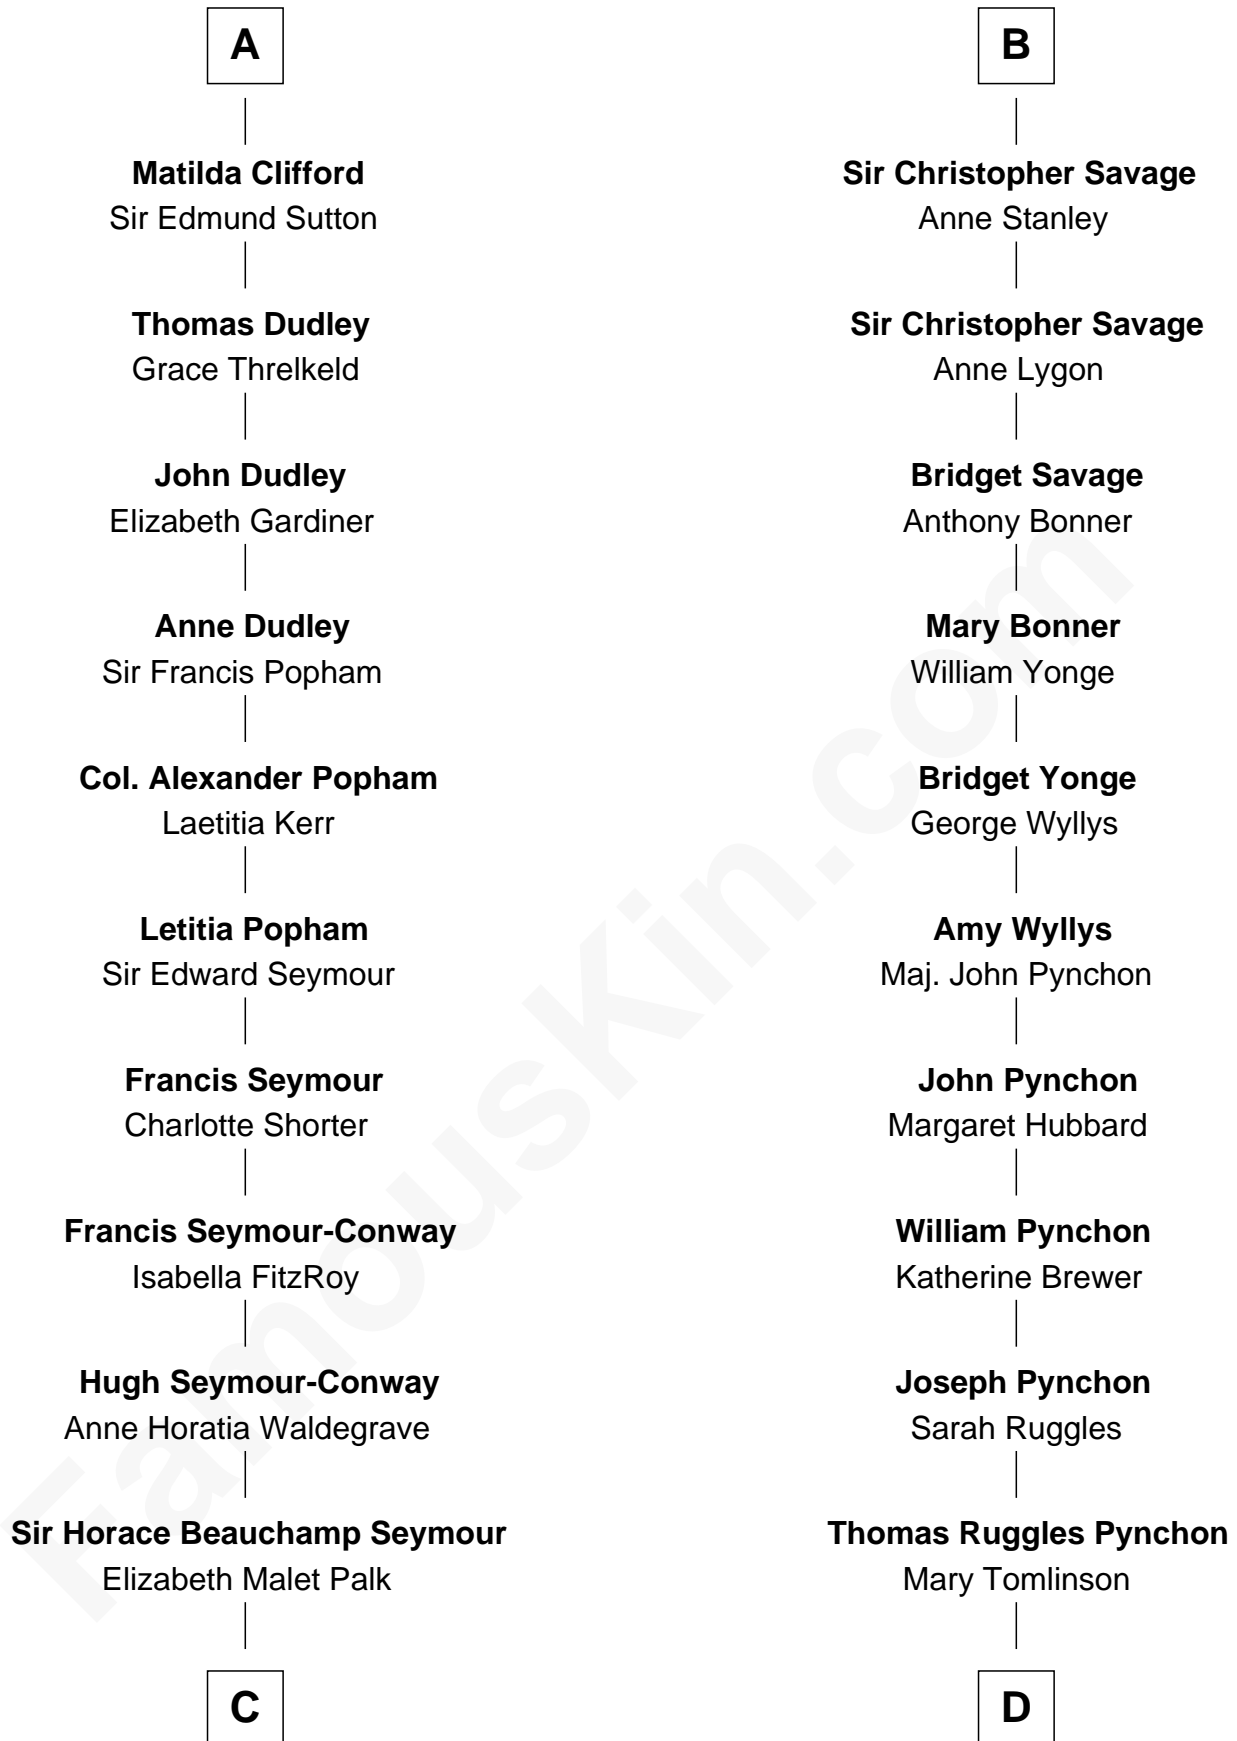 A
Matilda Clifford
Sir Edmund Sutton
Thomas Dudley
Grace Threlkeld
John Dudley
Elizabeth Gardiner
Anne Dudley
Sir Francis Popham
Col. Alexander Popham
Laetitia Kerr
Letitia Popham
Sir Edward Seymour
Francis Seymour
Charlotte Shorter
Francis Seymour-Conway
Isabella FitzRoy
Hugh Seymour-Conway
Anne Horatia Waldegrave
Sir Horace Beauchamp Seymour
Elizabeth Malet Palk
C
B
Sir Christopher Savage
Anne Stanley
Sir Christopher Savage
Anne Lygon
Bridget Savage
Anthony Bonner
Mary Bonner
William Yonge
Bridget Yonge
George Wyllys
Amy Wyllys
Maj. John Pynchon
John Pynchon
Margaret Hubbard
William Pynchon
Katherine Brewer
Joseph Pynchon
Sarah Ruggles
Thomas Ruggles Pynchon
Mary Tomlinson
D
FamousKin.com